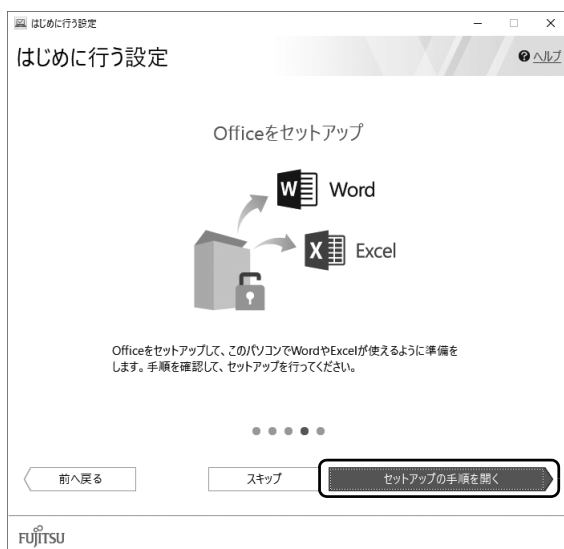 はじめに行う設定
はじめに行う設定
ヘルプ
Officeをセットアップ
W Word
X Excel
Officeをセットアップして、このパソコンでWordやExcelが使えるように準備を
します。手順を確認して、セットアップを行ってください。
前へ戻る
スキップ
セットアップの手順を開く
FUJITSU